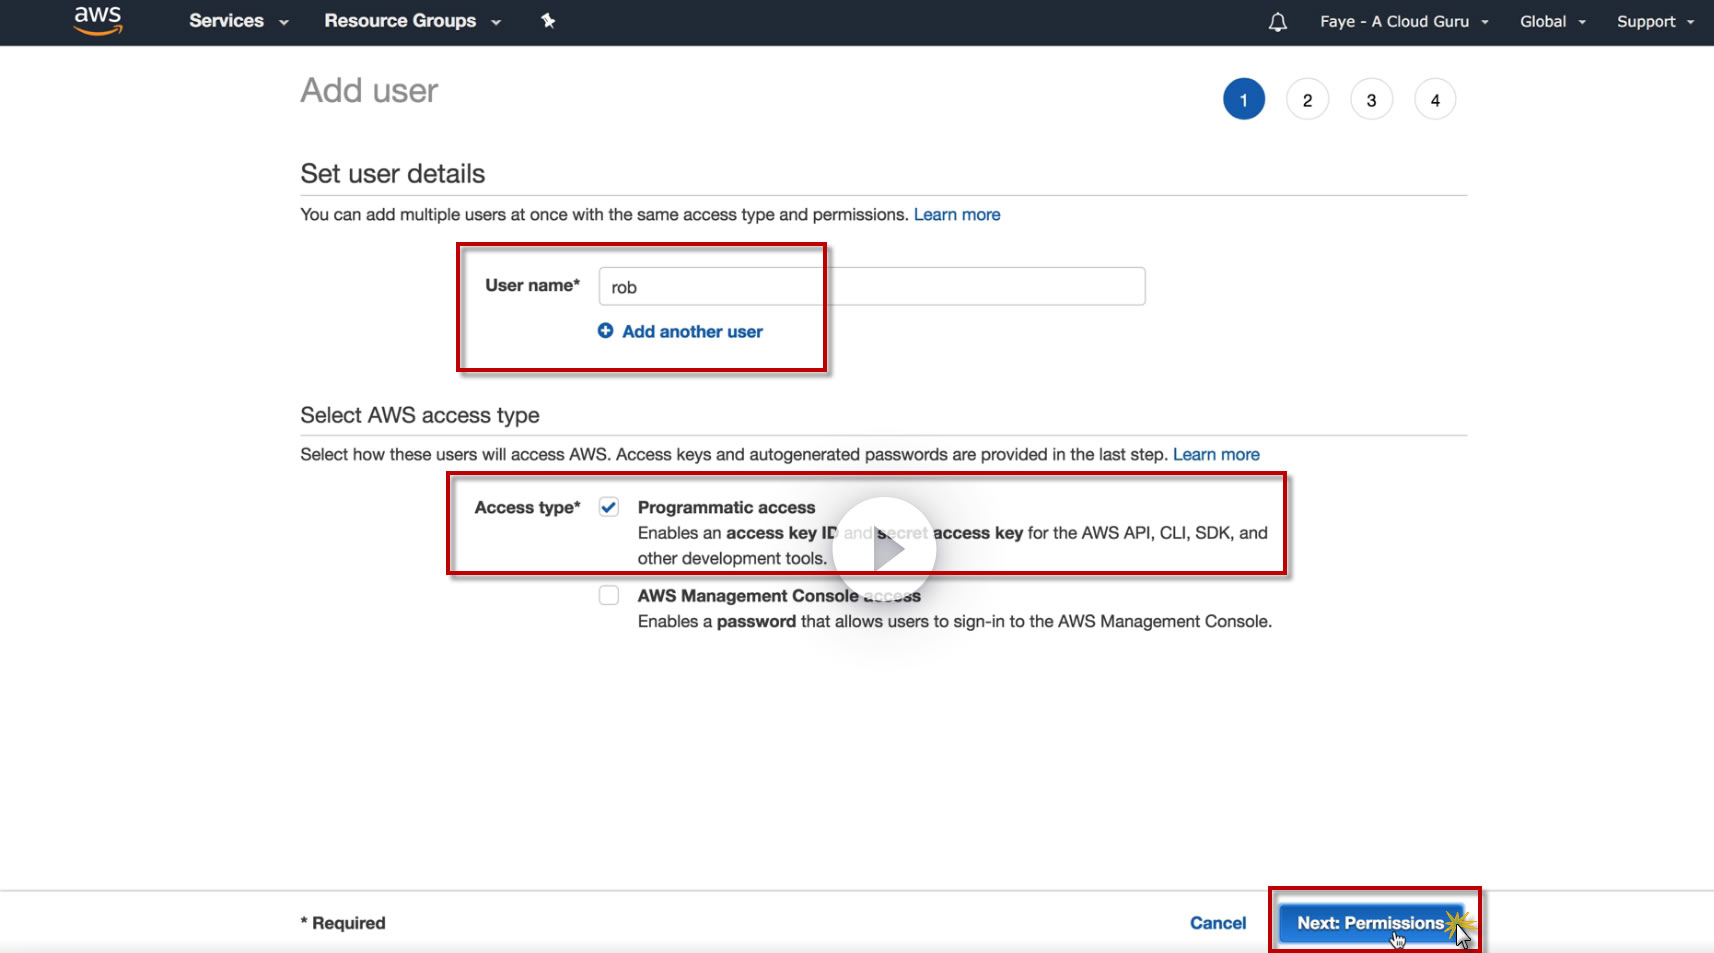 aws Services Resource Groups Faye - A Cloud Guru Global Support
Add user
1 2 3 4
Set user details
You can add multiple users at once with the same access type and permissions. Learn more
User name* rob
Add another user
Select AWS access type
Select how these users will access AWS. Access keys and autogenerated passwords are provided in the last step. Learn more
Access type* Programmatic access
Enables an access key ID and secret access key for the AWS API, CLI, SDK, and
other development tools.
AWS Management Console access
Enables a password that allows users to sign-in to the AWS Management Console.
* Required Cancel Next: Permissions